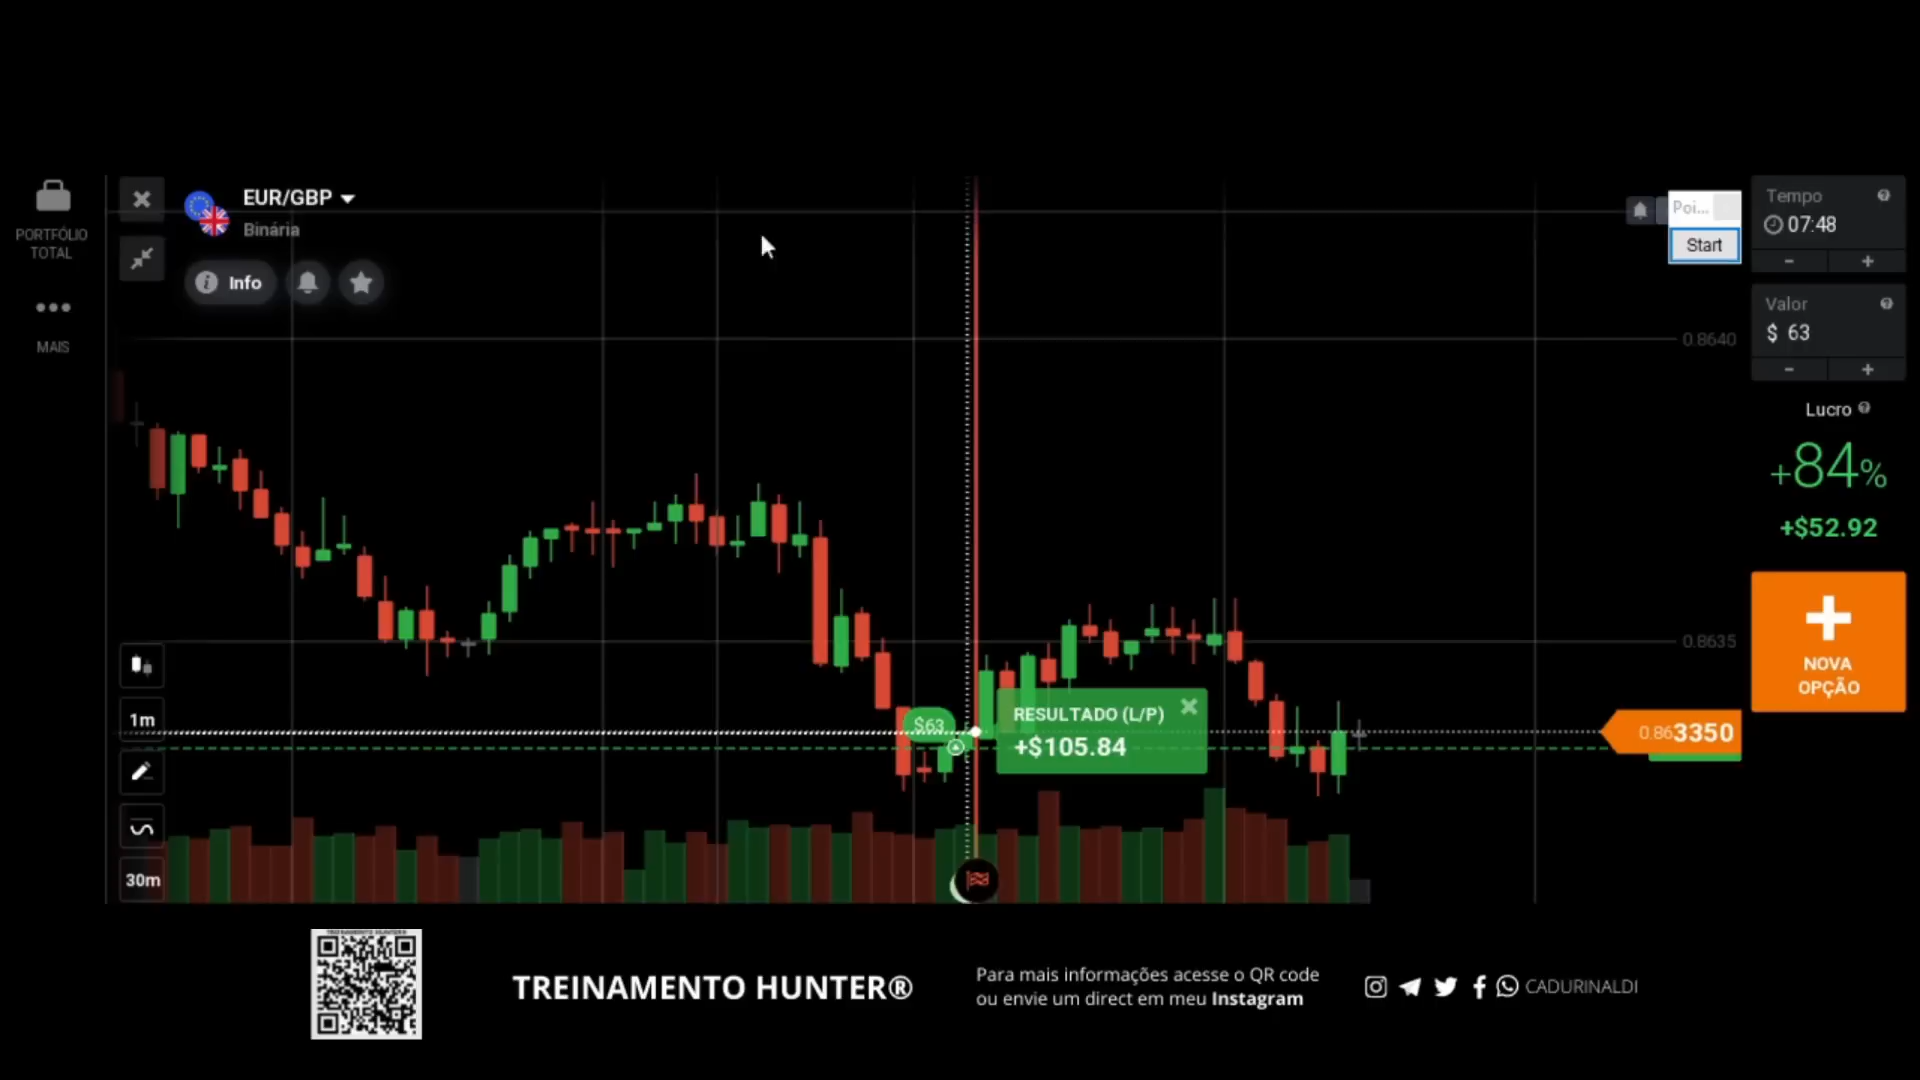 PORTFÓLIO
TOTAL
MAIS
EUR/GBP
Binária
Info
Poi...
Start
Tempo
07:48
-
+
Valor
$ 63
-
+
Lucro
+84%
+$52.92
NOVA
OPÇÃO
0.8640
0.8635
0.863350
1m
30m
$63
RESULTADO (L/P)
+$105.84
TREINAMENTO HUNTER®
Para mais informações acesse o QR code
ou envie um direct em meu Instagram
CADURINALDI